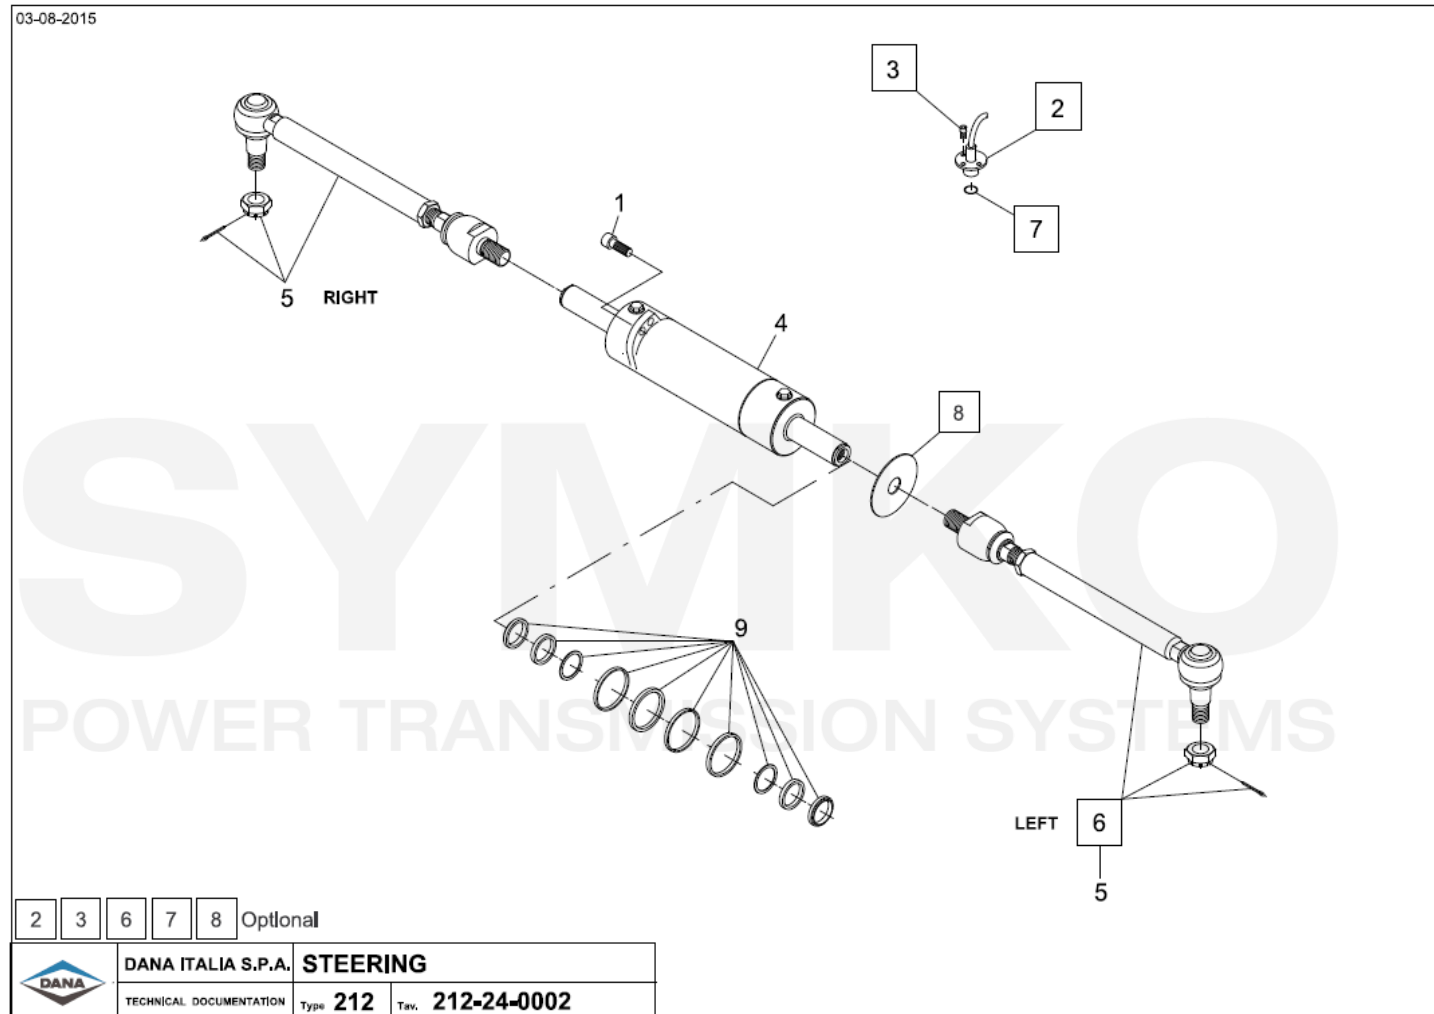 03-08-2015
3
2
1
7
5 RIGHT
4
8
SYMKO
9
POWER TRANSMISSION SYSTEMS
LEFT 6
5
2 3 6 7 8 Optional
DANA ITALIA S.P.A. STEERING
DANA
TECHNICAL DOCUMENTATION Type 212 Tav. 212-24-0002